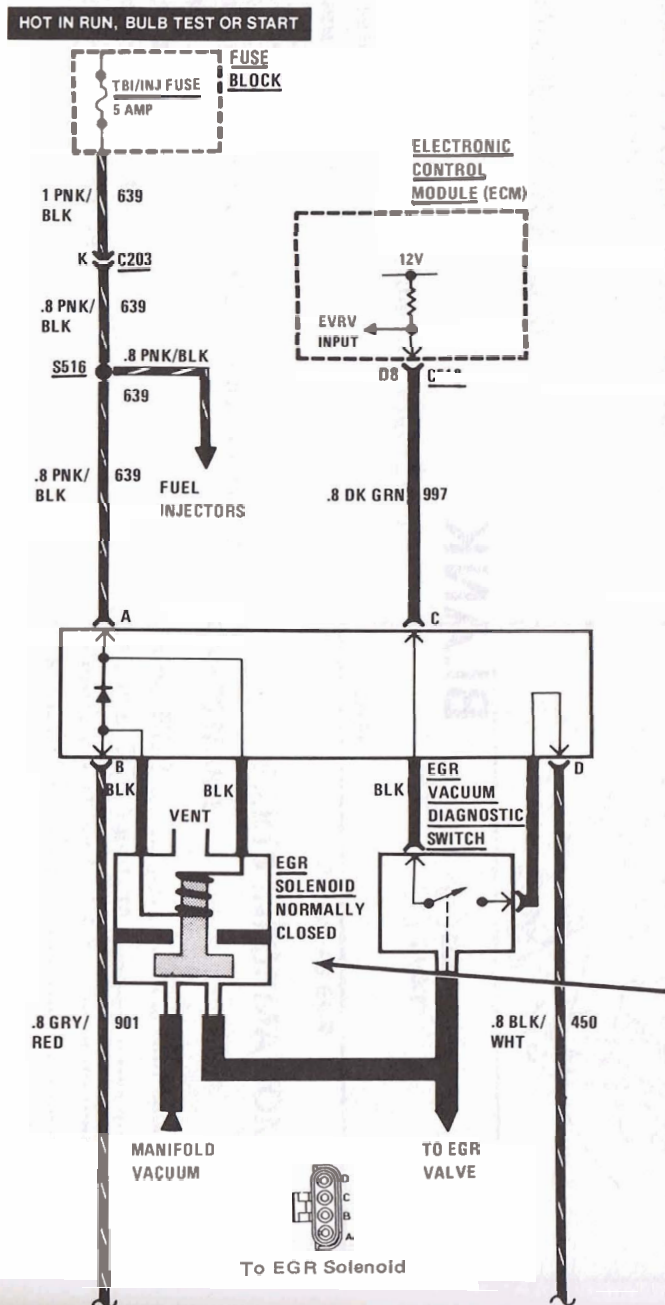 HOT IN RUN, BULB TEST OR START
FUSE
BLOCK
TBI/INJ FUSE
5 AMP
ELECTRONIC
CONTROL
MODULE (ECM)
1 PNK/
BLK
639
K
C203
12V
EVRV
INPUT
.8 PNK/
BLK
639
S516
.8 PNK/BLK
639
D8
.8 PNK/
BLK
639
FUEL
INJECTORS
.8 DK GRN
997
A
C
B
D
BLK
BLK
VENT
BLK
EGR
VACUUM
DIAGNOSTIC
SWITCH
EGR
SOLENOID
NORMALLY
CLOSED
.8 GRY/
RED
901
.8 BLK/
WHT
450
MANIFOLD
VACUUM
TO EGR
VALVE
D
C
B
A
To EGR Solenoid